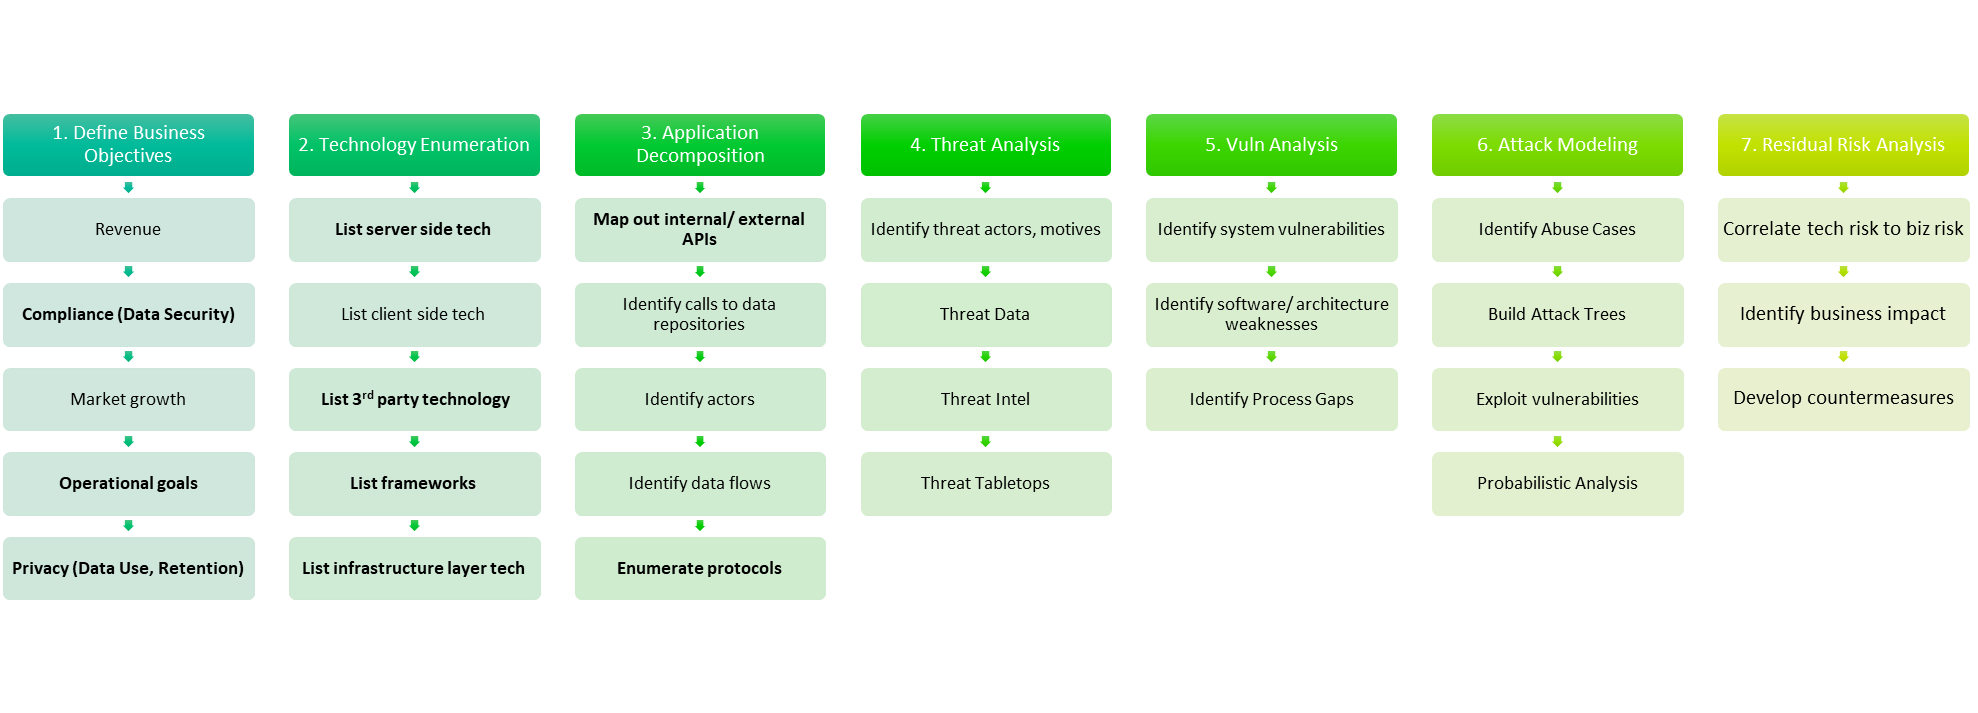 1. Define Business
Objectives
Revenue
Compliance (Data Security)
Market growth
Operational goals
Privacy (Data Use, Retention)
2. Technology Enumeration
List server side tech
List client side tech
List 3rd party technology
List frameworks
List infrastructure layer tech
3. Application
Decomposition
Map out internal/ external
APIs
Identify calls to data
repositories
Identify actors
Identify data flows
Enumerate protocols
4. Threat Analysis
Identify threat actors, motives
Threat Data
Threat Intel
Threat Tabletops
5. Vuln Analysis
Identify system vulnerabilities
Identify software/ architecture
weaknesses
Identify Process Gaps
6. Attack Modeling
Identify Abuse Cases
Build Attack Trees
Exploit vulnerabilities
Probabilistic Analysis
7. Residual Risk Analysis
Correlate tech risk to biz risk
Identify business impact
Develop countermeasures